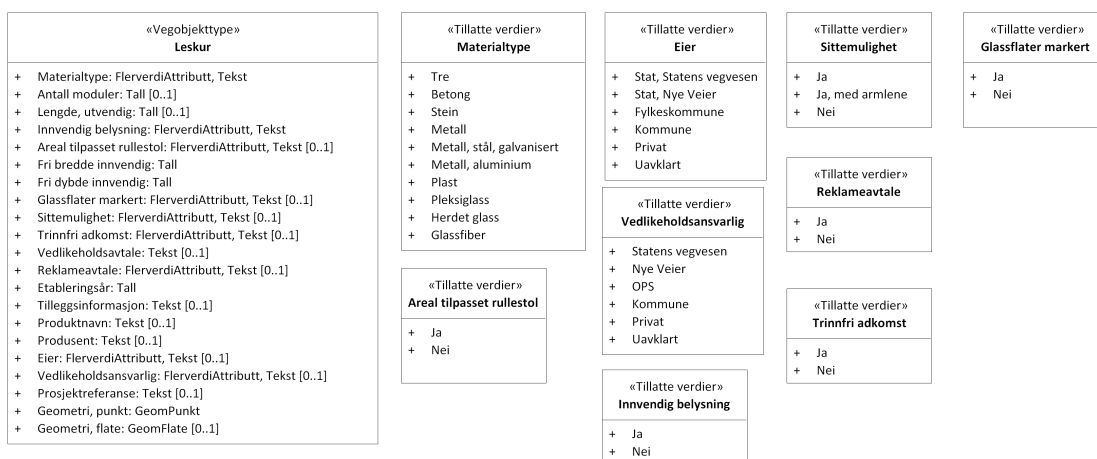 «Vegobjekttype»
Leskur
+ Materialtype: FlerverdiAttributt, Tekst
+ Antall moduler: Tall [0..1]
+ Lengde, utvendig: Tall [0..1]
+ Innvendig belysning: FlerverdiAttributt, Tekst
+ Areal tilpasset rullestol: FlerverdiAttributt, Tekst [0..1]
+ Fri bredde innvendig: Tall
+ Fri dybde innvendig: Tall
+ Glassflater markert: FlerverdiAttributt, Tekst [0..1]
+ Sittemulighet: FlerverdiAttributt, Tekst [0..1]
+ Trinnfri adkomst: FlerverdiAttributt, Tekst [0..1]
+ Vedlikeholdsavtale: Tekst [0..1]
+ Reklameavtale: FlerverdiAttributt, Tekst [0..1]
+ Etableringsår: Tall
+ Tilleggsinformasjon: Tekst [0..1]
+ Produktnavn: Tekst [0..1]
+ Produsent: Tekst [0..1]
+ Eier: FlerverdiAttributt, Tekst [0..1]
+ Vedlikeholdsansvarlig: FlerverdiAttributt, Tekst [0..1]
+ Prosjektreferanse: Tekst [0..1]
+ Geometri, punkt: GeomPunkt
+ Geometri, flate: GeomFlate [0..1]
«Tillatte verdier»
Materialtype
+ Tre
+ Betong
+ Stein
+ Metall
+ Metall, stål, galvanisert
+ Metall, aluminium
+ Plast
+ Pleksiglass
+ Herdet glass
+ Glassfiber
«Tillatte verdier»
Areal tilpasset rullestol
+ Ja
+ Nei
«Tillatte verdier»
Eier
+ Stat, Statens vegvesen
+ Stat, Nye Veier
+ Fylkeskommune
+ Kommune
+ Privat
+ Uavklart
«Tillatte verdier»
Vedlikeholdsansvarlig
+ Statens vegvesen
+ Nye Veier
+ OPS
+ Kommune
+ Privat
+ Uavklart
«Tillatte verdier»
Innvendig belysning
+ Ja
+ Nei
«Tillatte verdier»
Sittemulighet
+ Ja
+ Ja, med armlene
+ Nei
«Tillatte verdier»
Reklameavtale
+ Ja
+ Nei
«Tillatte verdier»
Trinnfri adkomst
+ Ja
+ Nei
«Tillatte verdier»
Glassflater markert
+ Ja
+ Nei